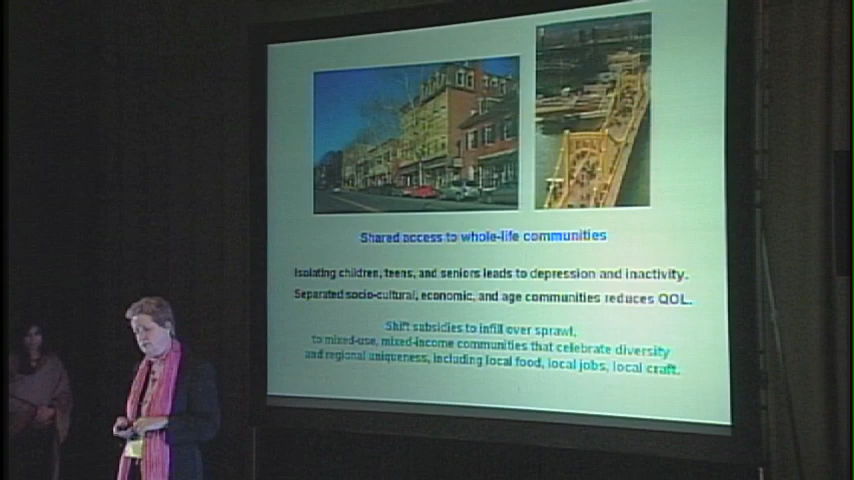 Shared access to whole-life communities
Isolating children, teens, and seniors leads to depression and inactivity.
Separated socio-cultural, economic, and age communities reduces QOL.
Shift subsidies to infill over sprawl,
to mixed-use, mixed-income communities that celebrate diversity
and regional uniqueness, including local food, local jobs, local craft.